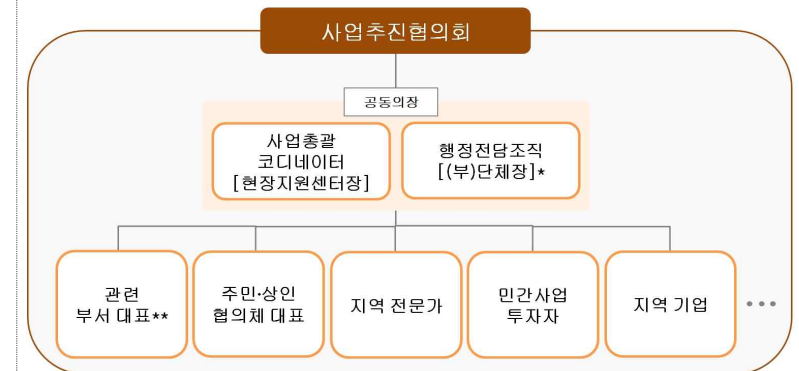 사업추진협의회
공동의장
사업총괄
코디네이터
[현장지원센터장]
행정전담조직
[(부)단체장]*
관련
부서 대표**
주민·상인
협의체 대표
지역 전문가
민간사업
투자자
지역 기업
•••